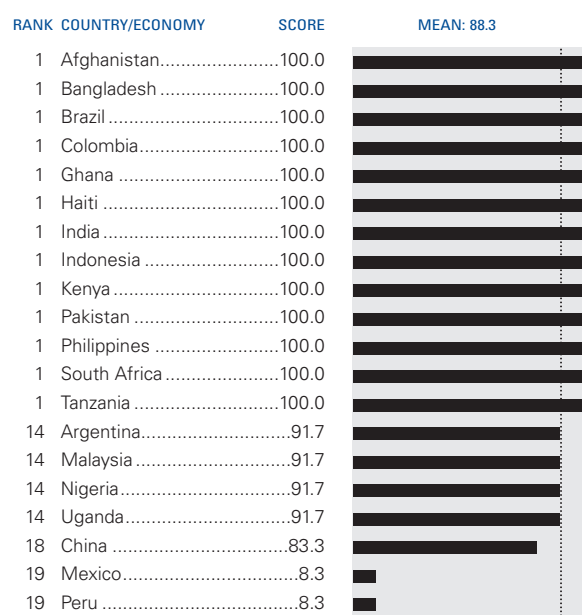 RANK COUNTRY/ECONOMY SCORE MEAN: 88.3
1 Afghanistan........................100.0
1 Bangladesh........................100.0
1 Brazil..................................100.0
1 Colombia............................100.0
1 Ghana................................100.0
1 Haiti...................................100.0
1 India..................................100.0
1 Indonesia...........................100.0
1 Kenya.................................100.0
1 Pakistan.............................100.0
1 Philippines.........................100.0
1 South Africa.......................100.0
1 Tanzania.............................100.0
14 Argentina..............................91.7
14 Malaysia...............................91.7
14 Nigeria..................................91.7
14 Uganda.................................91.7
18 China....................................83.3
19 Mexico...................................8.3
19 Peru.......................................8.3